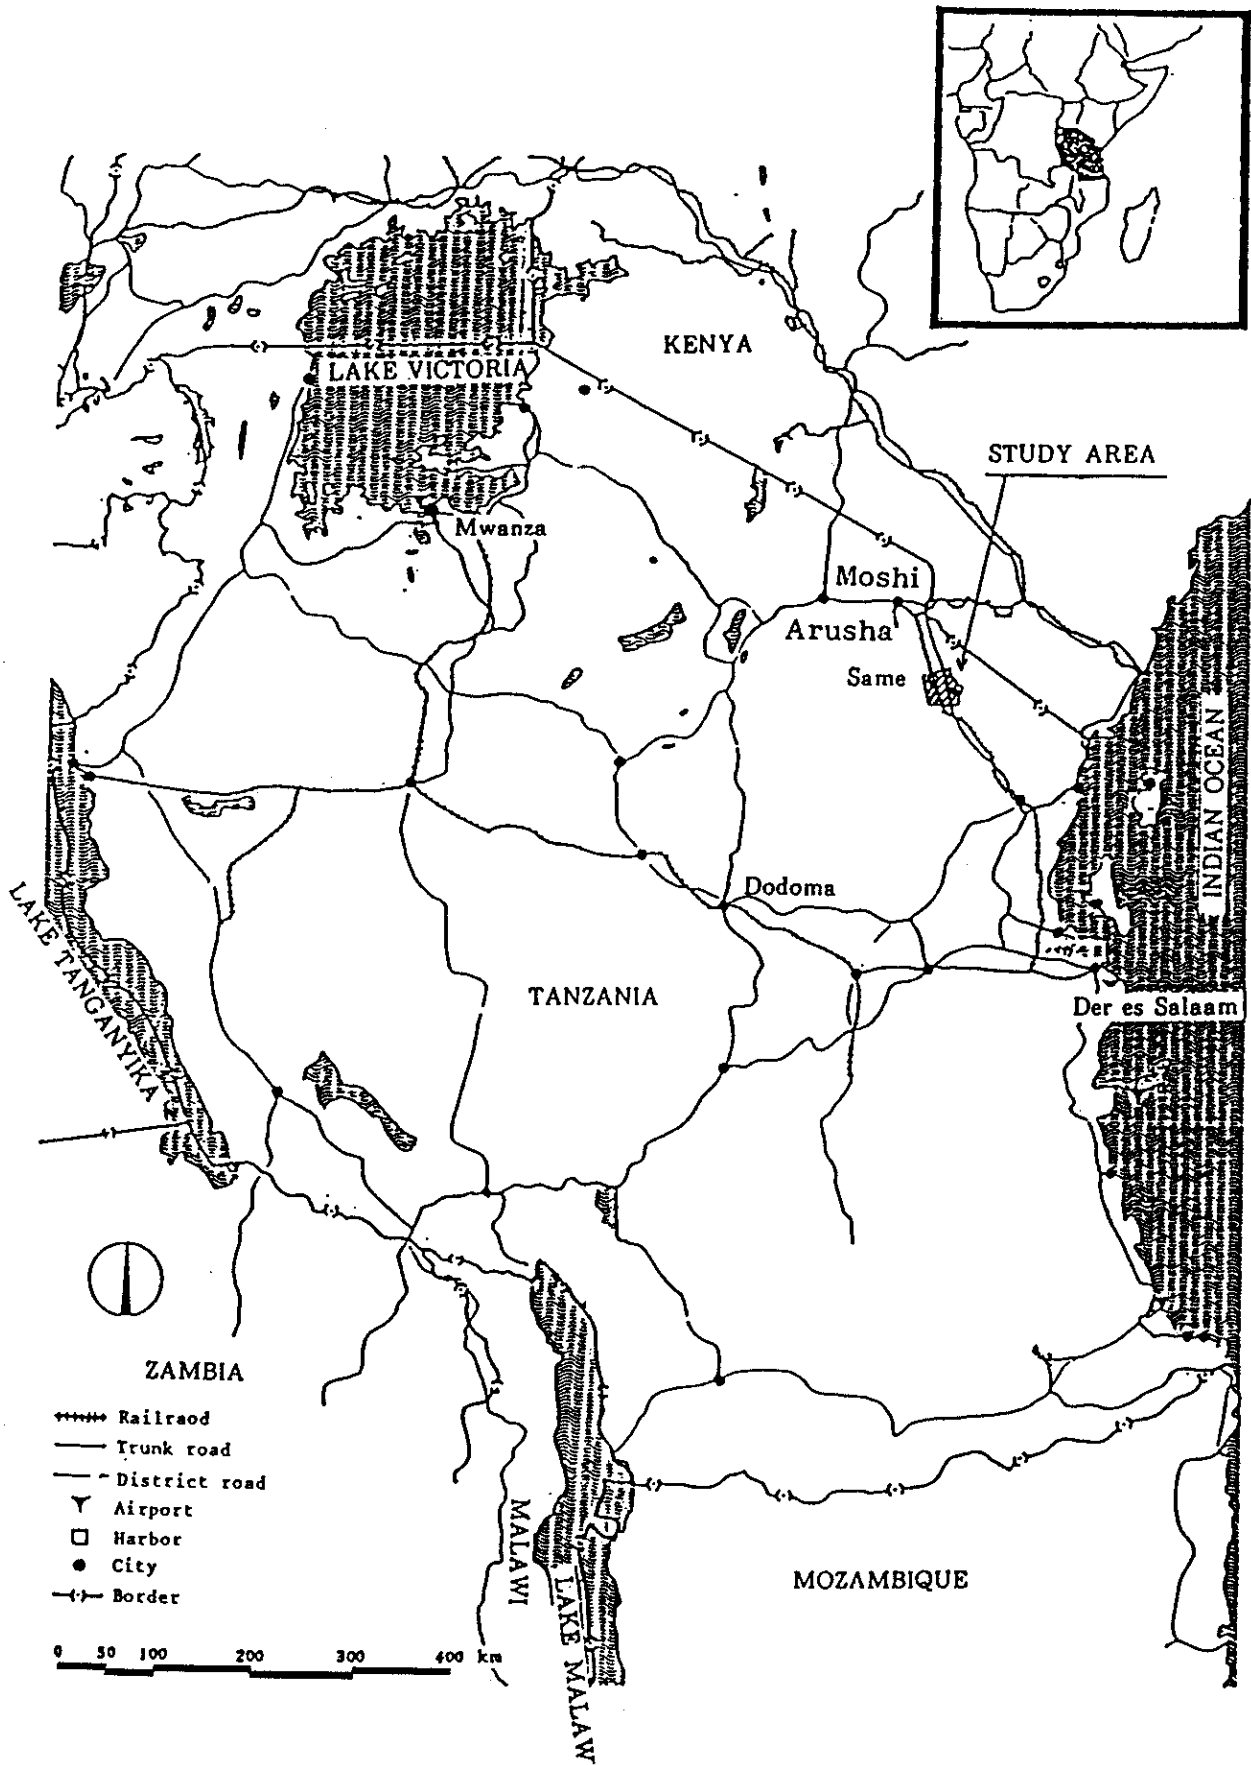 KENYA
LAKE VICTORIA
STUDY AREA
Mwanza
Moshi
Arusha
Same
INDIAN OCEAN
Dodoma
LAKE TANGANYIKA
TANZANIA
Der es Salaam
ZAMBIA
Railraod
Trunk road
District road
Airport
Harbor
City
Border
MALAWI
LAKE MALAW
MOZAMBIQUE
0 50 100 200 300 400 km